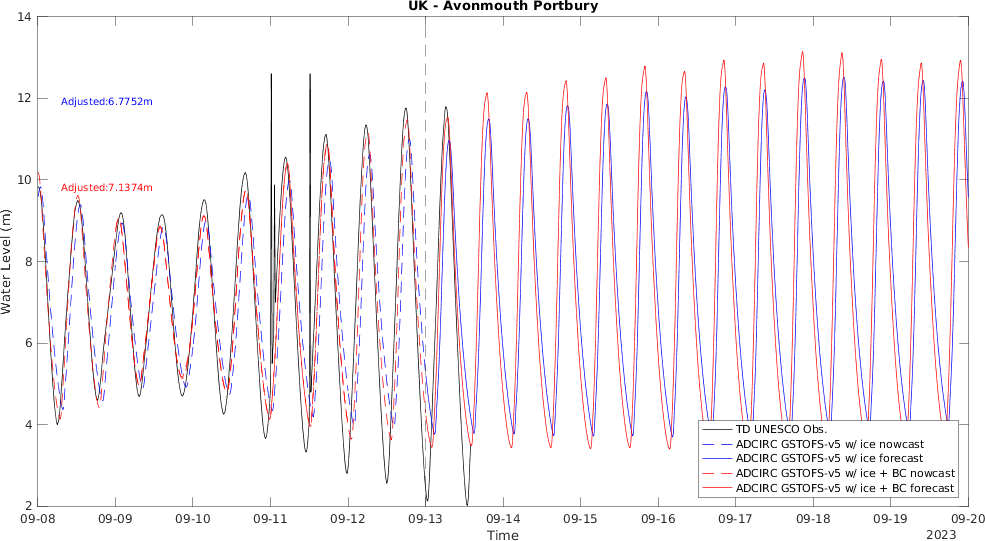 UK - Avonmouth Portbury
14
12
10
8
6
4
2
Water Level (m)
Adjusted:6.7752m
Adjusted:7.1374m
TD UNESCO Obs.
ADCIRC GSTOFS-v5 w/ ice nowcast
ADCIRC GSTOFS-v5 w/ ice forecast
ADCIRC GSTOFS-v5 w/ ice + BC nowcast
ADCIRC GSTOFS-v5 w/ ice + BC forecast
09-08 09-09 09-10 09-11 09-12 09-13 09-14 09-15 09-16 09-17 09-18 09-19 09-20
Time
2023